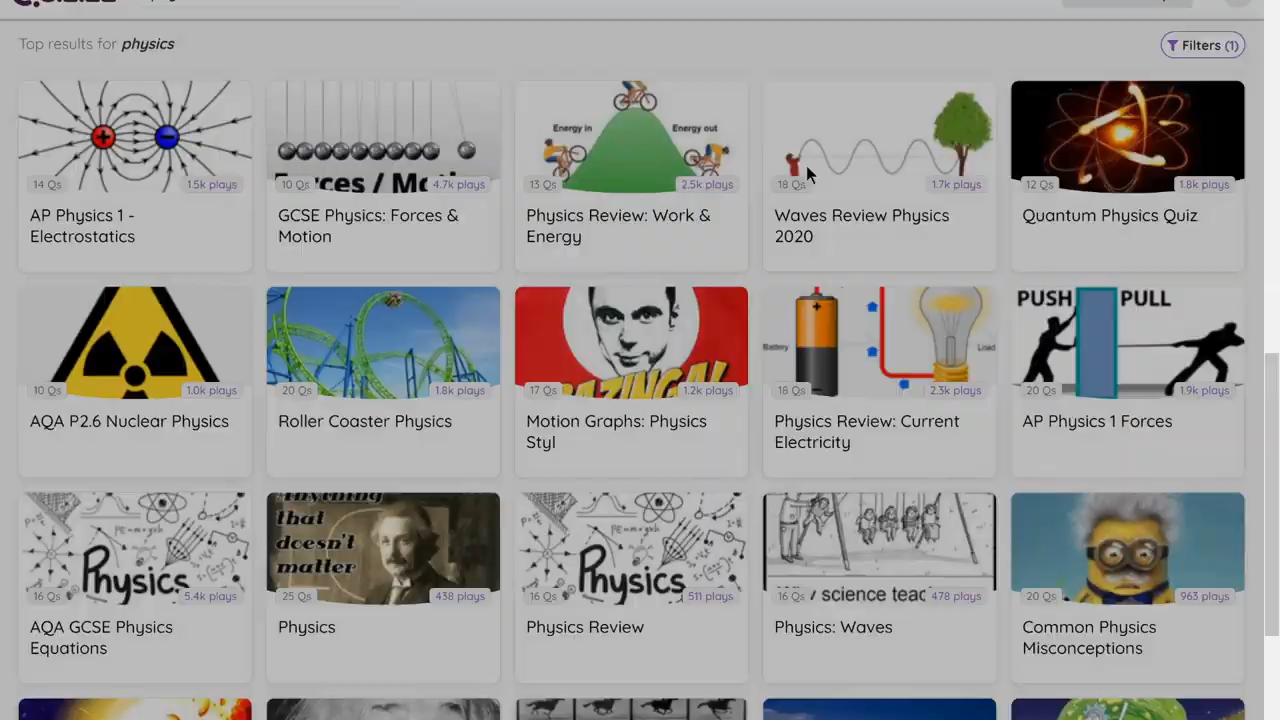 Top results for physics
Filters (1)
14 Qs
1.5k plays
AP Physics 1 -
Electrostatics
10 Qs
4.7k plays
GCSE Physics: Forces &
Motion
Energy in
Energy out
13 Qs
2.5k plays
Physics Review: Work &
Energy
18 Qs
1.7k plays
Waves Review Physics
2020
12 Qs
1.8k plays
Quantum Physics Quiz
10 Qs
1.0k plays
AQA P2.6 Nuclear Physics
20 Qs
1.8k plays
Roller Coaster Physics
BAZINGA!
17 Qs
1.2k plays
Motion Graphs: Physics
Styl
Battery
Load
18 Qs
2.3k plays
Physics Review: Current
Electricity
PUSH
PULL
20 Qs
1.9k plays
AP Physics 1 Forces
Physics
16 Qs
5.4k plays
AQA GCSE Physics
Equations
Anything
that
doesn't
matter
25 Qs
438 plays
Physics
Physics
16 Qs
511 plays
Physics Review
science teac
16 Qs
478 plays
Physics: Waves
20 Qs
963 plays
Common Physics
Misconceptions